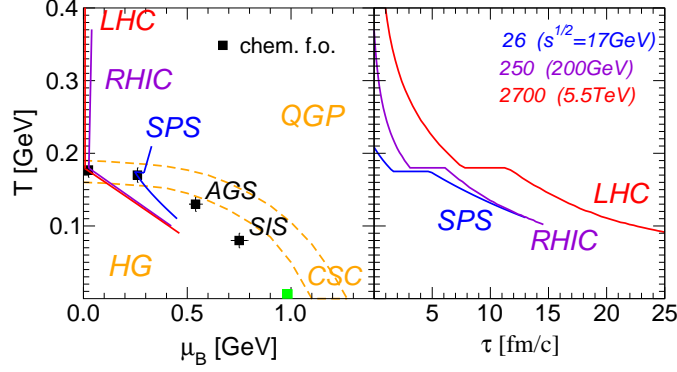 0.4
LHC
chem. f.o.
26 (s^1/2=17GeV)
RHIC
250 (200GeV)
2700 (5.5TeV)
0.3
QGP
T [GeV]
SPS
0.2
AGS
LHC
SIS
SPS
0.1
RHIC
HG
CSC
0.0 0.5 1.0
5 10 15 20 25
μ_B [GeV]
τ [fm/c]